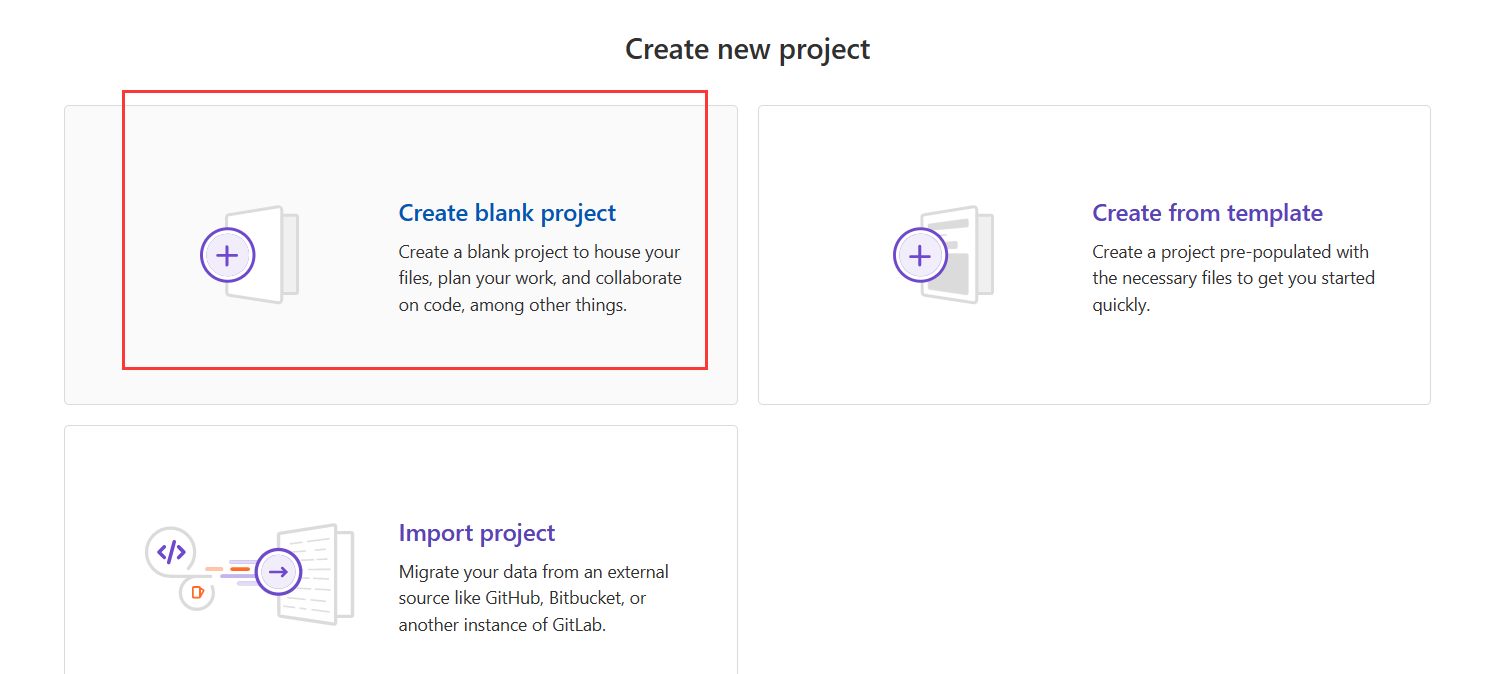 Create new project
Create blank project
Create a blank project to house your
files, plan your work, and collaborate
on code, among other things.
Create from template
Create a project pre-populated with
the necessary files to get you started
quickly.
Import project
Migrate your data from an external
source like GitHub, Bitbucket, or
another instance of GitLab.